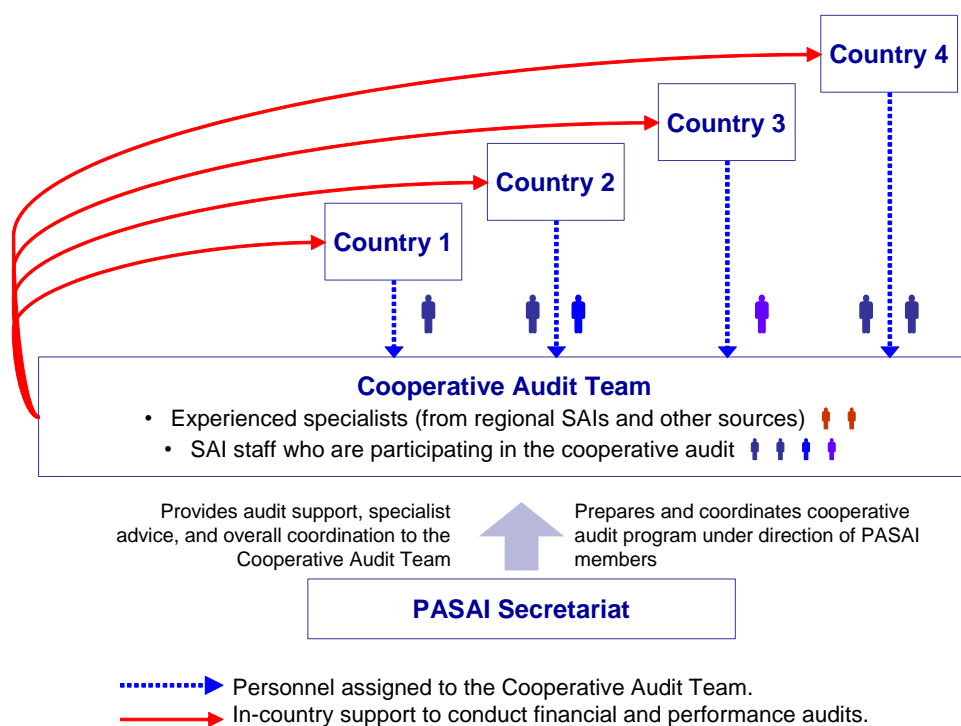 Country 4
Country 3
Country 2
Country 1
Cooperative Audit Team
• Experienced specialists (from regional SAIs and other sources)
• SAI staff who are participating in the cooperative audit
Provides audit support, specialist
advice, and overall coordination to the
Cooperative Audit Team
Prepares and coordinates cooperative
audit program under direction of PASAI
members
PASAI Secretariat
Personnel assigned to the Cooperative Audit Team.
In-country support to conduct financial and performance audits.